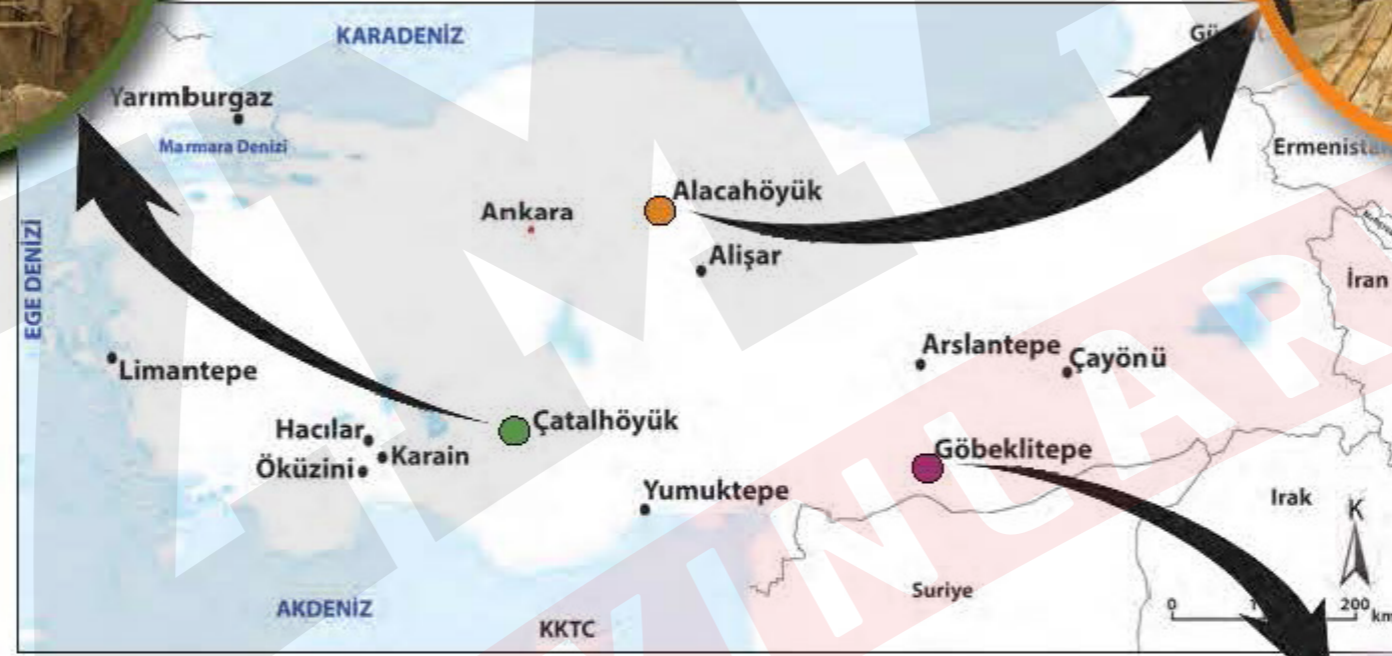 KARADENİZ
Yarımburgaz
Marmara Denizi
EGE DENİZİ
Ankara
Alacahöyük
Alişar
İran
Limantepe
Arslantepe
Çayönü
Hacılar
Karain
Öküzini
Çatalhöyük
Göbeklitepe
Yumuktepe
Irak
K
AKDENİZ
Suriye
KKTC
0
200 km